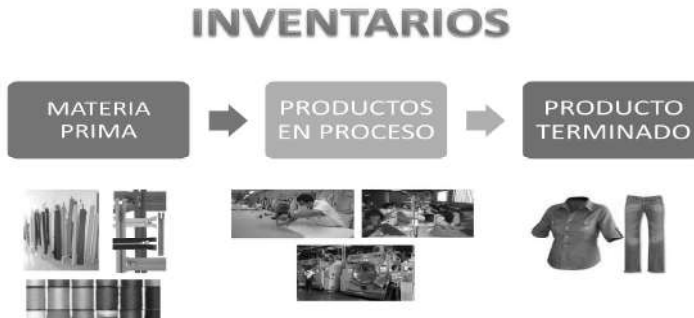 INVENTARIOS
MATERIA
PRIMA
PRODUCTOS
EN PROCESO
PRODUCTO
TERMINADO